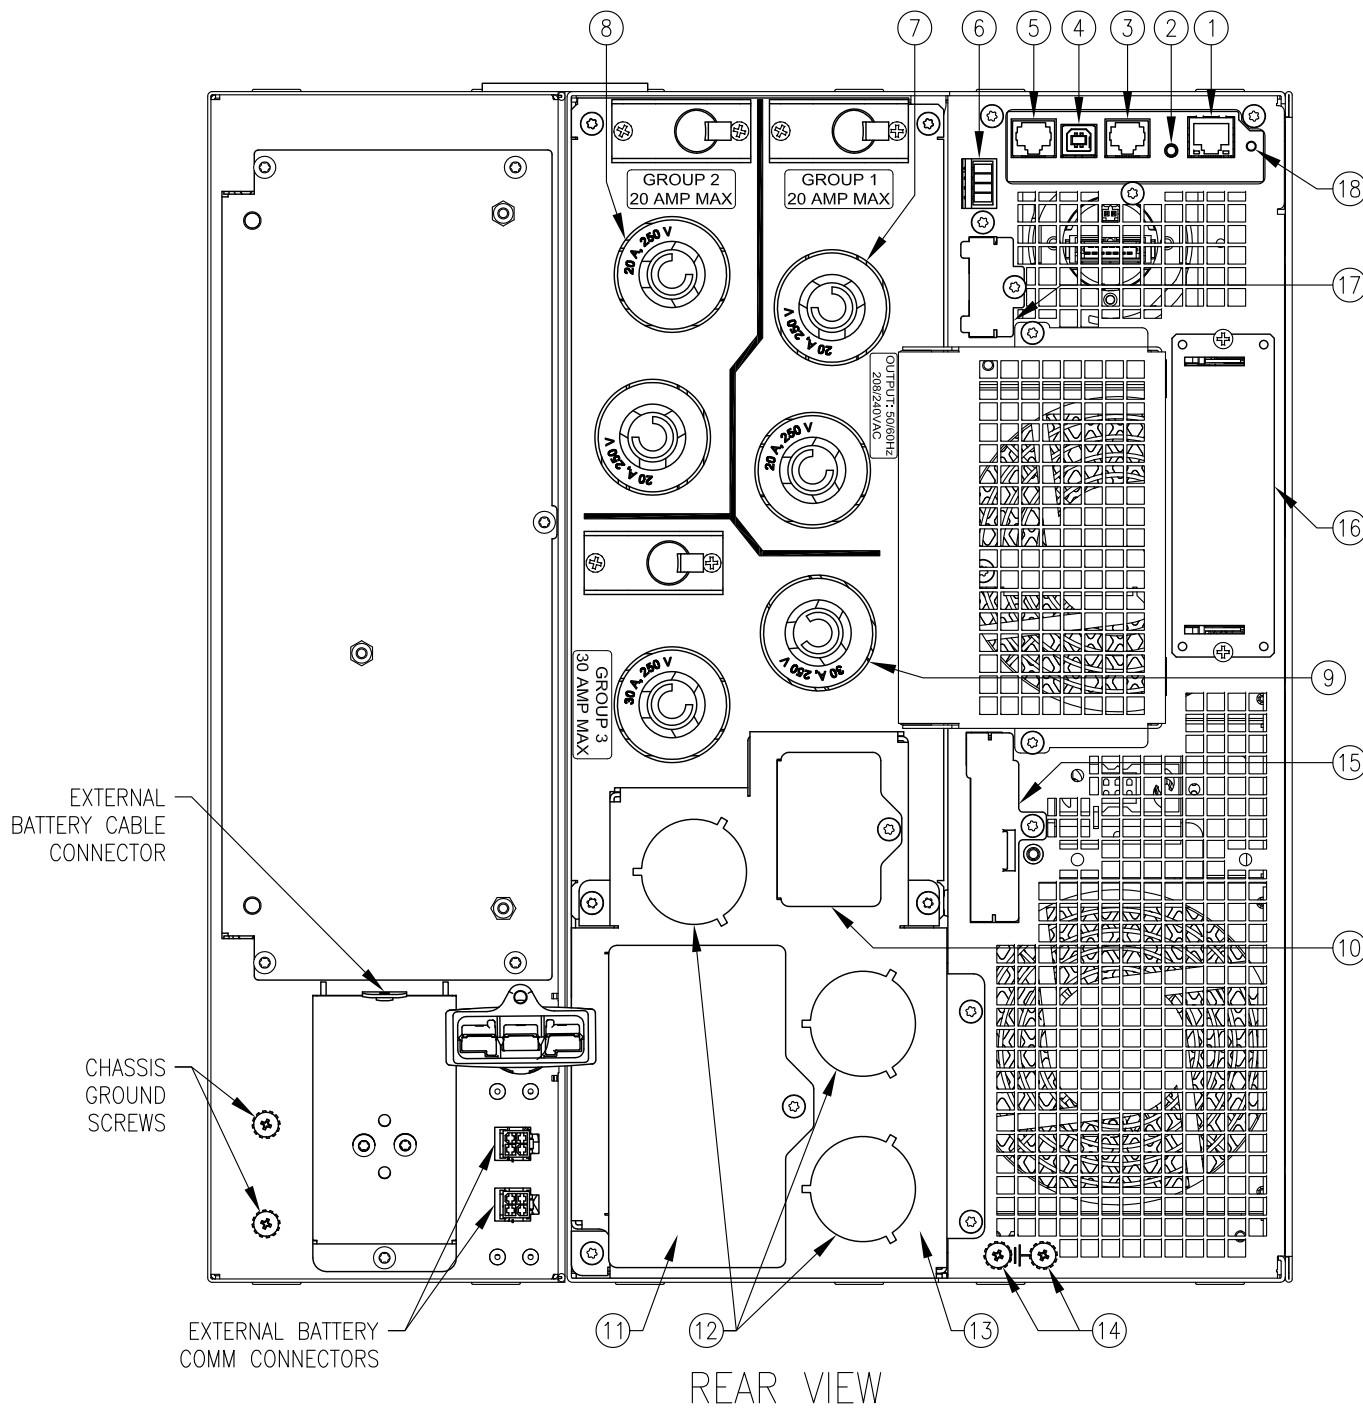 8
7
6
5
4
3
2
1
GROUP 2
20 AMP MAX
GROUP 1
20 AMP MAX
18
20 A, 250 V
20 A, 250 V
17
OUTPUT: 50/60Hz
208/240VAC
20 A, 250 V
20 A, 250 V
16
30 A, 250 V
9
GROUP 3
30 AMP MAX
30 A, 250 V
15
EXTERNAL
BATTERY CABLE
CONNECTOR
10
CHASSIS
GROUND
SCREWS
EXTERNAL BATTERY
COMM CONNECTORS
11
12
13
14
REAR VIEW